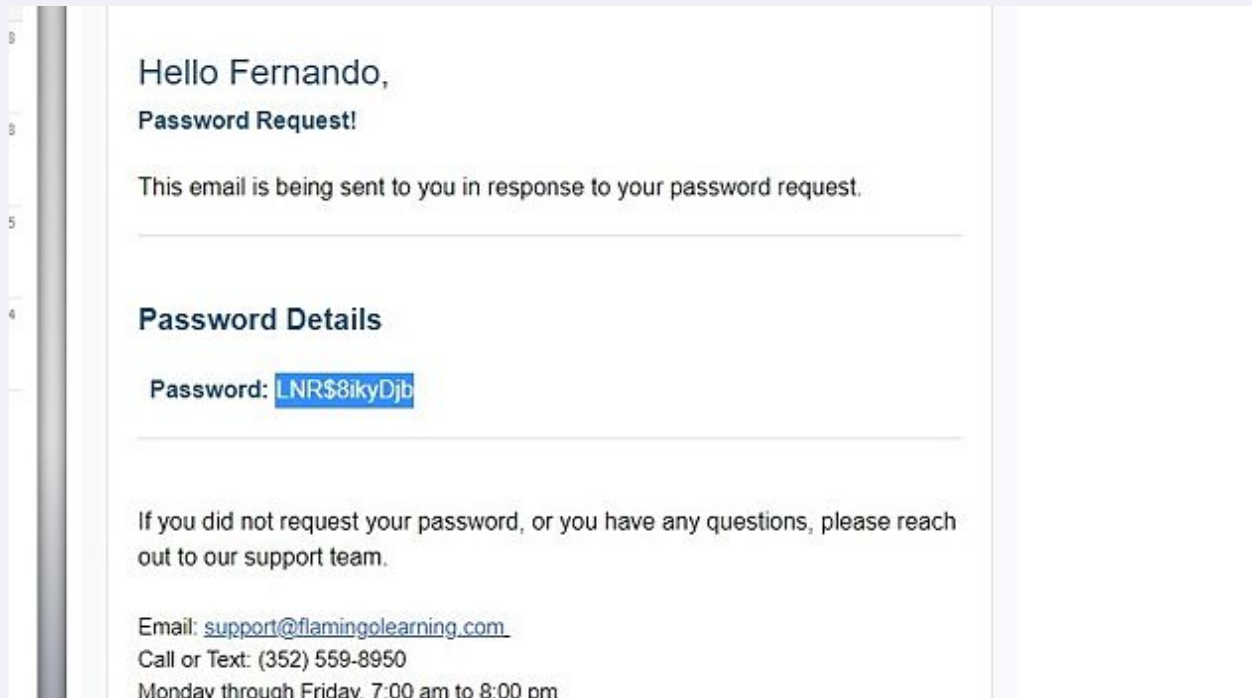 Hello Fernando,
Password Request!
This email is being sent to you in response to your password request.
Password Details
Password: LNR$8ikyDjb
If you did not request your password, or you have any questions, please reach
out to our support team.
Email: support@flamingolearning.com
Call or Text: (352) 559-8950
Monday through Friday, 7:00 am to 8:00 pm